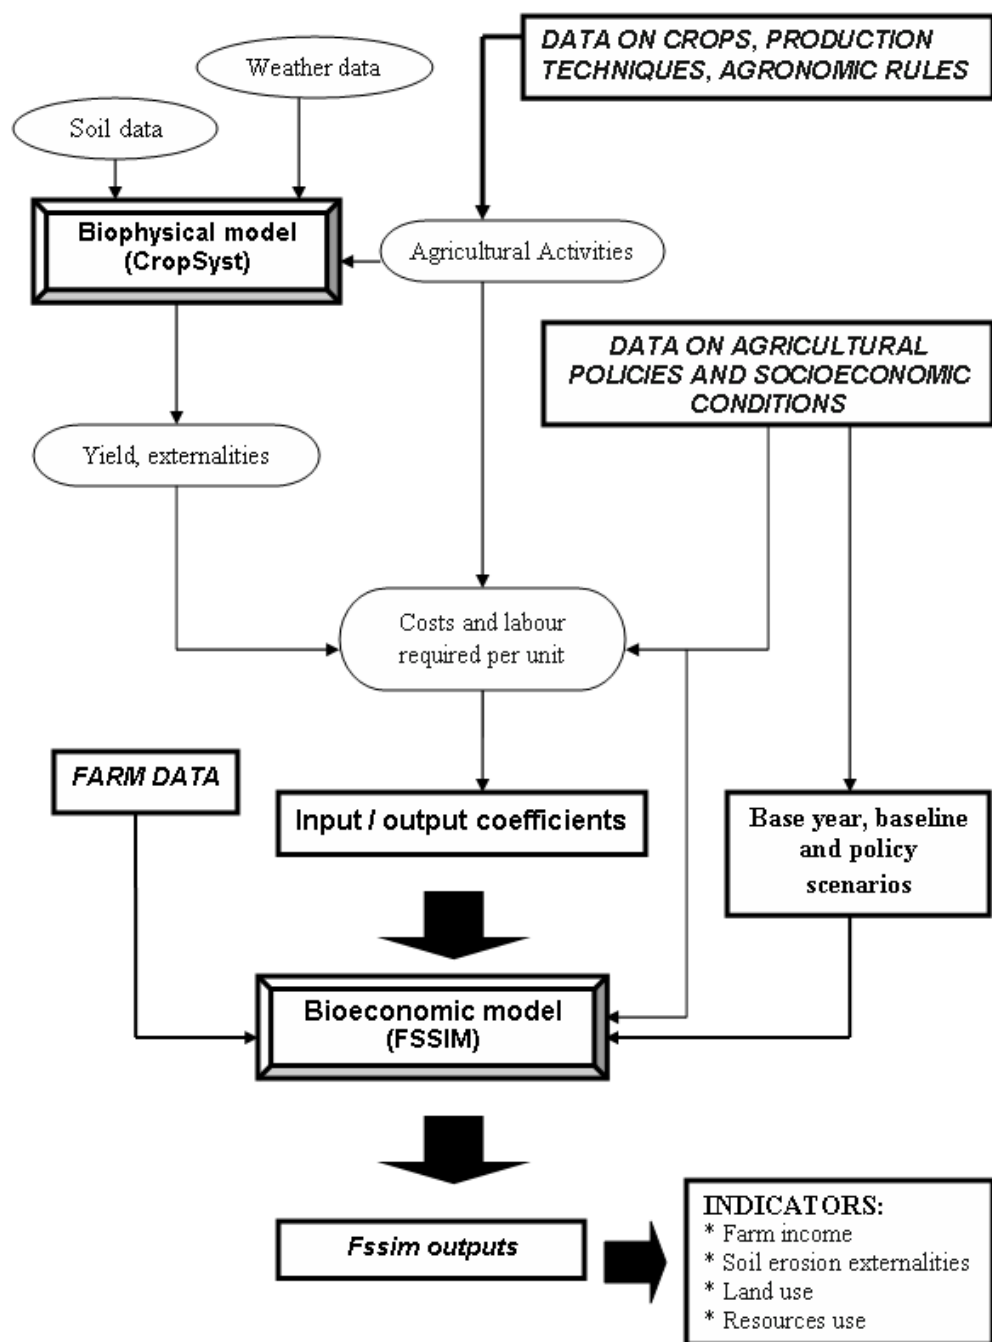 Weather data
DATA ON CROPS, PRODUCTION
TECHNIQUES, AGRONOMIC RULES
Soil data
Biophysical model
(CropSyst)
Agricultural Activities
DATA ON AGRICULTURAL
POLICIES AND SOCIOECONOMIC
CONDITIONS
Yield, externalities
Costs and labour
required per unit
FARM DATA
Input / output coefficients
Base year, baseline
and policy
scenarios
Bioeconomic model
(FSSIM)
Fssim outputs
INDICATORS:
* Farm income
* Soil erosion externalities
* Land use
* Resources use